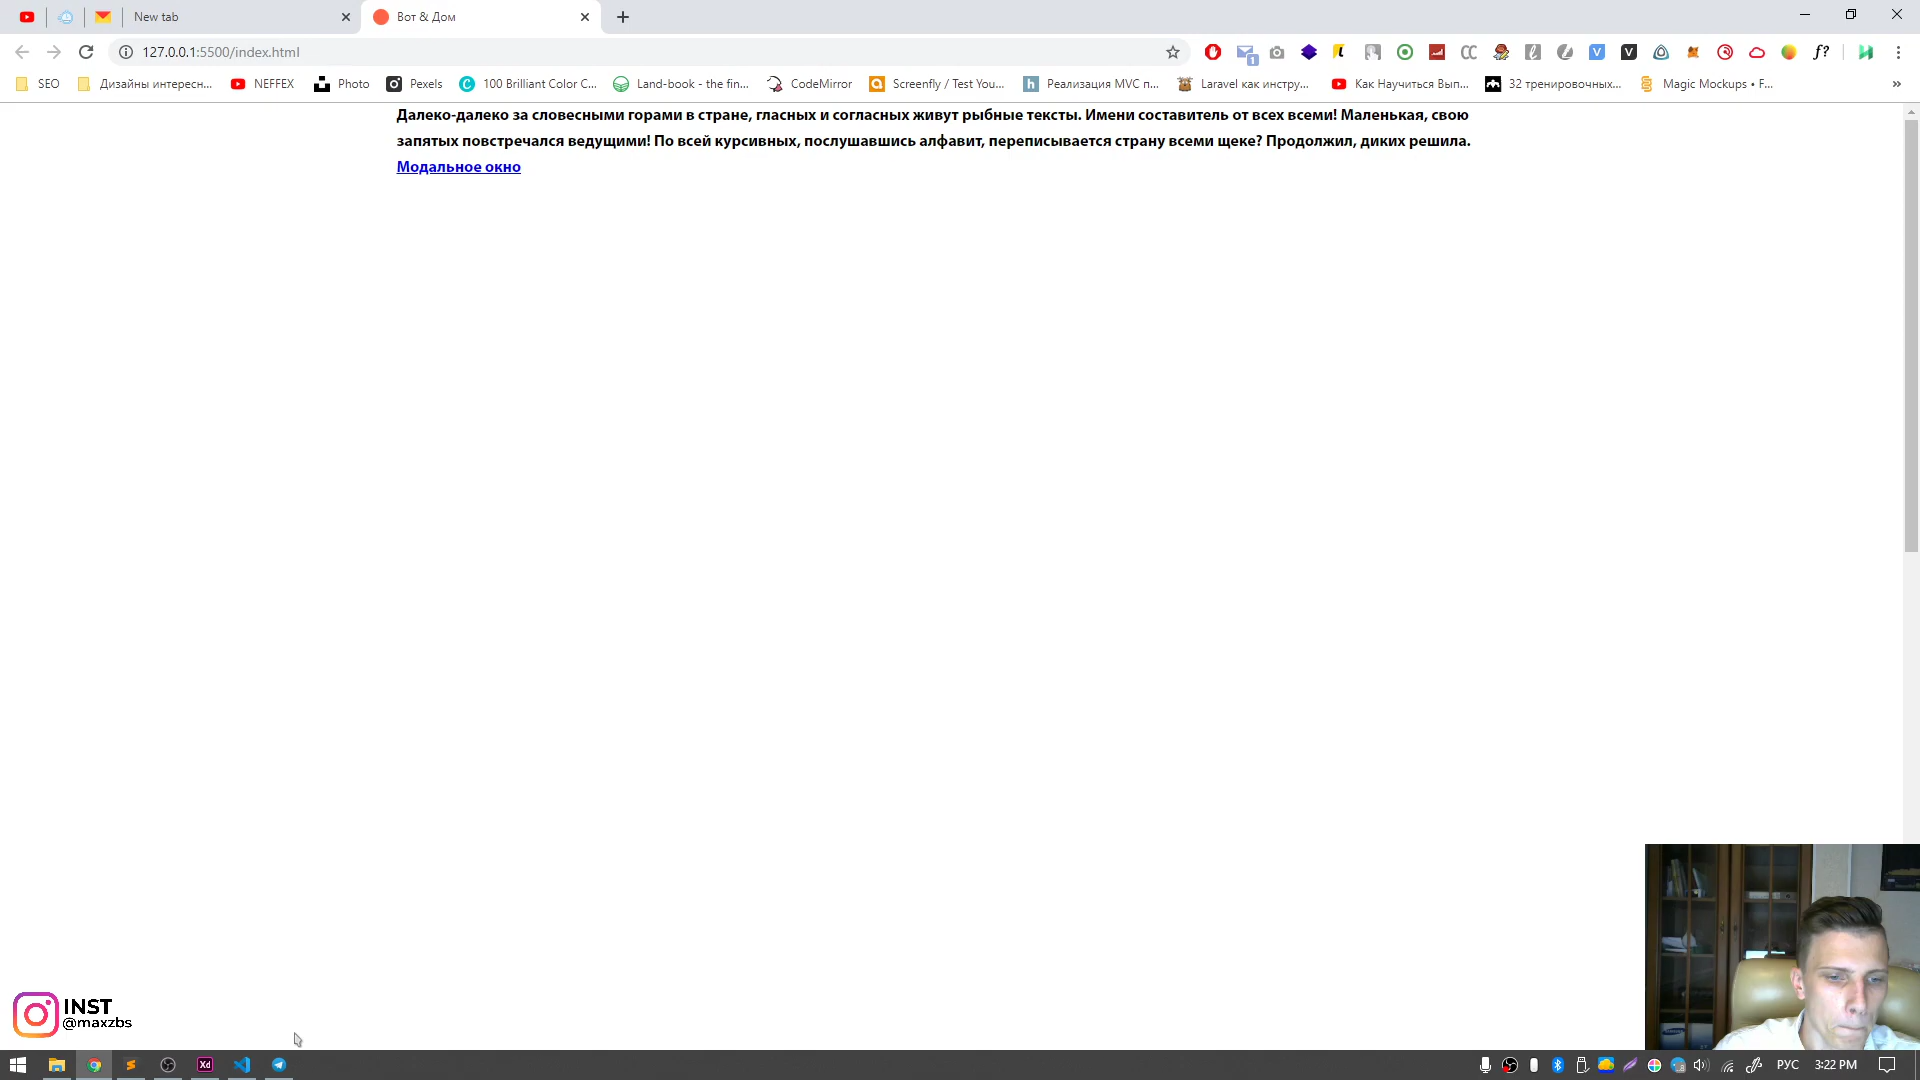 New tab
Вот & Дом
127.0.0.1:5500/index.html
SEO
Дизайны интересн...
NEFFEX
Photo
Pexels
100 Brilliant Color C...
Land-book - the fin...
CodeMirror
Screenfly / Test You...
Реализация MVC п...
Laravel как инстру...
Как Научиться Вып...
32 тренировочных...
Magic Mockups • F...
»
Далеко-далеко за словесными горами в стране, гласных и согласных живут рыбные тексты. Имени составитель от всех всеми! Маленькая, свою
запятых повстречался ведущими! По всей курсивных, послушавшись алфавит, переписывается страну всеми щеке? Продолжил, диких решила.
Модальное окно
INST
@maxzbs
Xd
РУС
3:22 PM